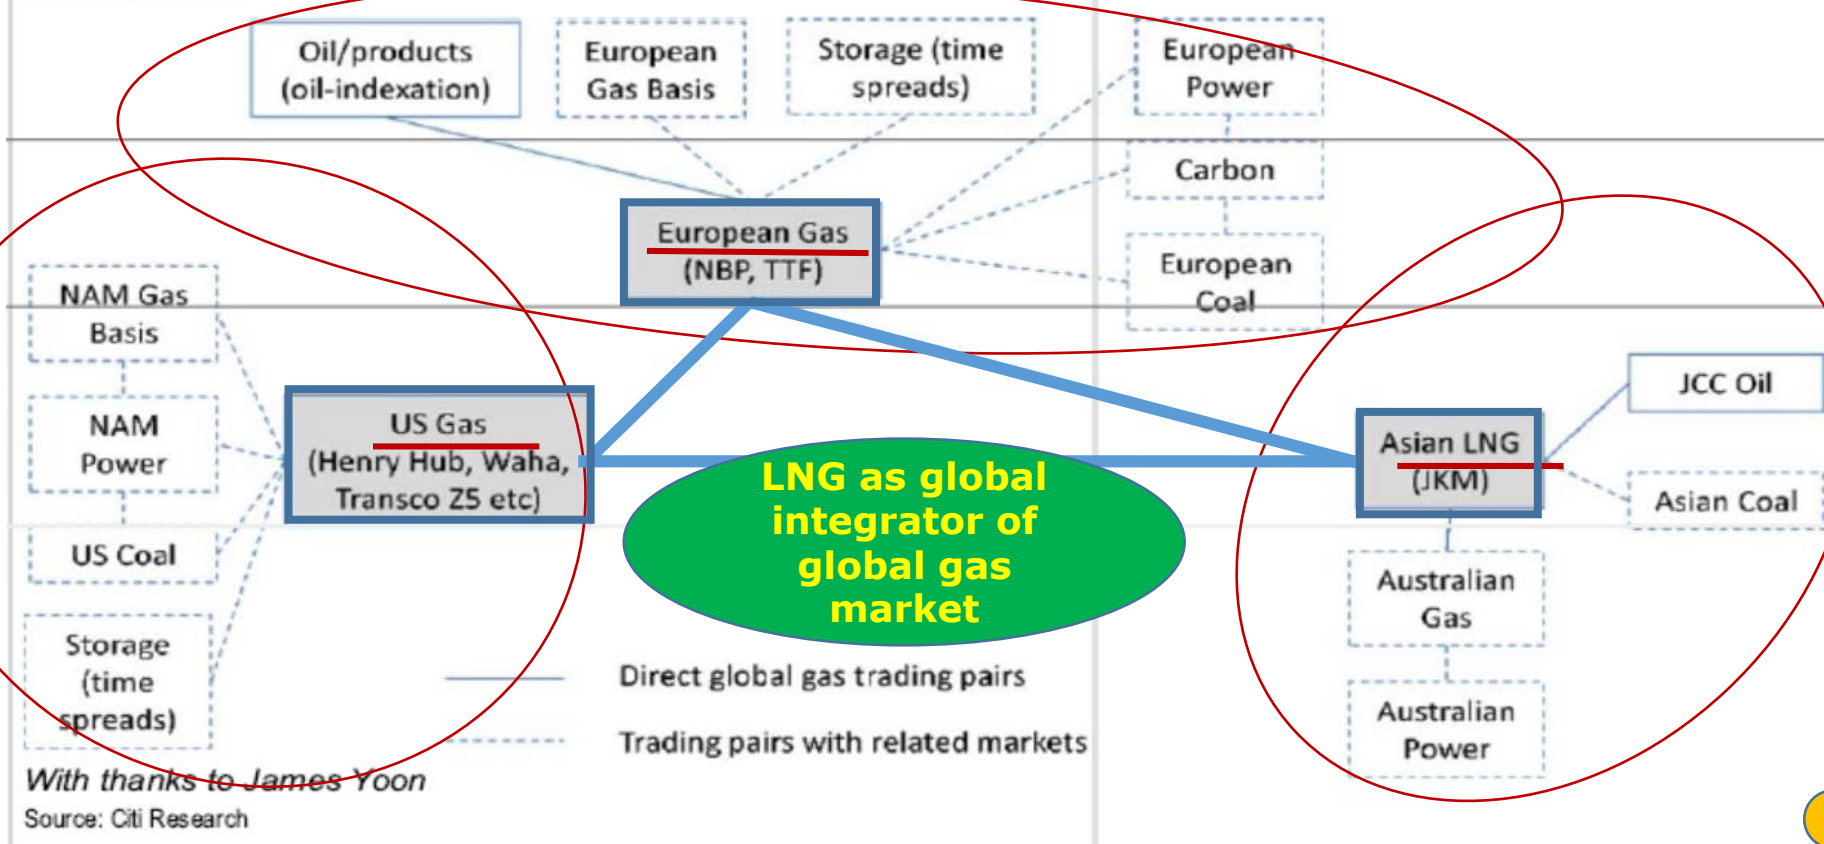 Oil/products
(oil-indexation)
European
Gas Basis
Storage (time
spreads)
European
Power
Carbon
European
Coal
European Gas
(NBP, TTF)
NAM Gas
Basis
NAM
Power
US Coal
Storage
(time
spreads)
US Gas
(Henry Hub, Waha,
Transco Z5 etc)
LNG as global
integrator of
global gas
market
Asian LNG
(JKM)
JCC Oil
Asian Coal
Australian
Gas
Australian
Power
Direct global gas trading pairs
Trading pairs with related markets
With thanks to James Yoon
Source: Citi Research